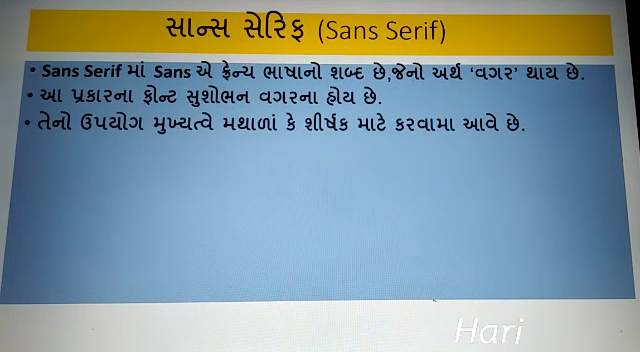 સાન્સ સેરિફ (Sans Serif)
• Sans Serif માં Sans એ ફ્રેન્ચ ભાષાનો શબ્દ છે,જેનો અર્થ ‘વગર’ થાય છે.
• આ પ્રકારના ફોન્ટ સુશોભન વગરના હોય છે.
• તેનો ઉપયોગ મુખ્યત્વે મથાળાં કે શીર્ષક માટે કરવામા આવે છે.
Hari